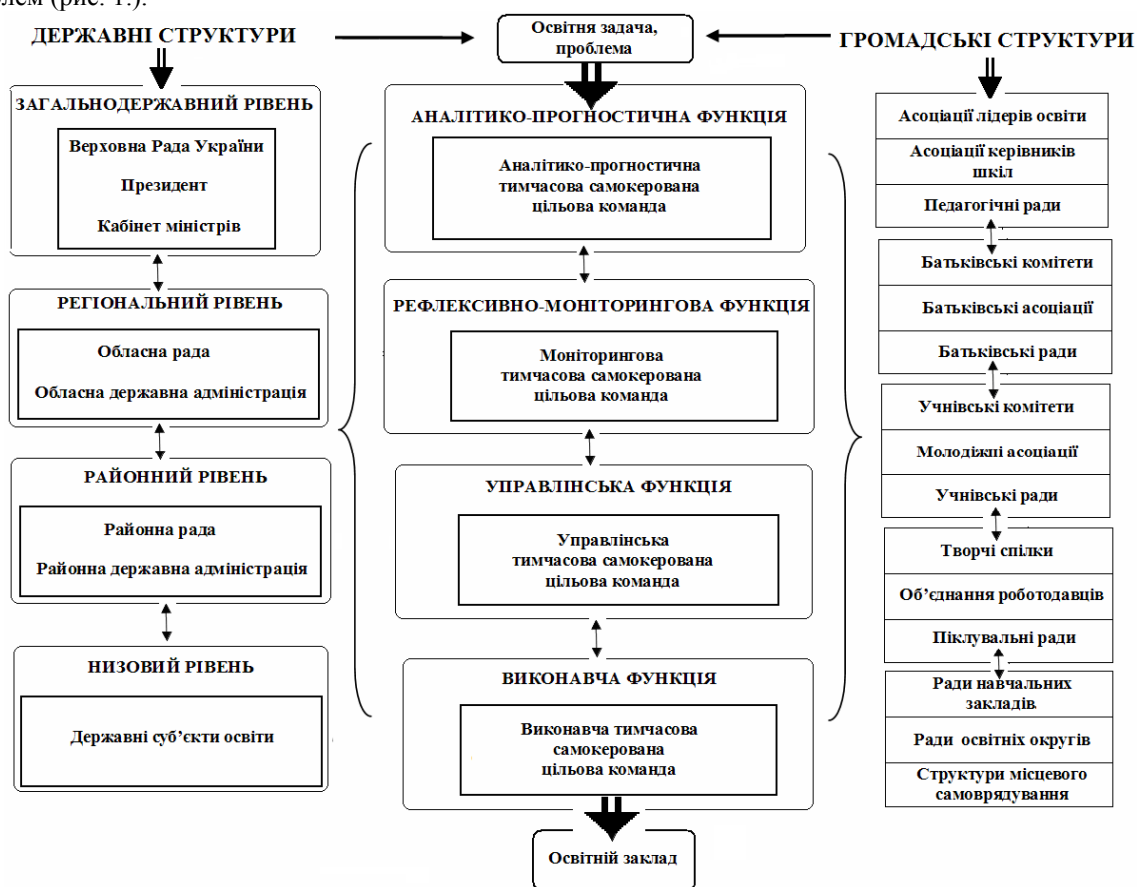 лем (рис. 1.).
ДЕРЖАВНІ СТРУКТУРИ
ЗАГАЛЬНОДЕРЖАВНИЙ РІВЕНЬ
Верховна Рада України
Президент
Кабінет міністрів
РЕГІОНАЛЬНИЙ РІВЕНЬ
Обласна рада
Обласна державна адміністрація
РАЙОННИЙ РІВЕНЬ
Районна рада
Районна державна адміністрація
НИЗОВИЙ РІВЕНЬ
Державні суб’єкти освіти
Освітня задача,
проблема
АНАЛІТИКО-ПРОГНОСТИЧНА ФУНКЦІЯ
Аналітико-прогностична
тимчасова самокерована
цільова команда
РЕФЛЕКСИВНО-МОНІТОРИНГОВА ФУНКЦІЯ
Моніторингова
тимчасова самокерована
цільова команда
УПРАВЛІНСЬКА ФУНКЦІЯ
Управлінська
тимчасова самокерована
цільова команда
ВИКОНАВЧА ФУНКЦІЯ
Виконавча тимчасова
самокерована
цільова команда
Освітній заклад
ГРОМАДСЬКІ СТРУКТУРИ
Асоціації лідерів освіти
Асоціації керівників
шкіл
Педагогічні ради
Батьківські комітети
Батьківські асоціації
Батьківські ради
Учнівські комітети
Молодіжні асоціації
Учнівські ради
Творчі спілки
Об’єднання роботодавців
Піклувальні ради
Ради навчальних
закладів
Ради освітніх округів
Структури місцевого
самоврядування